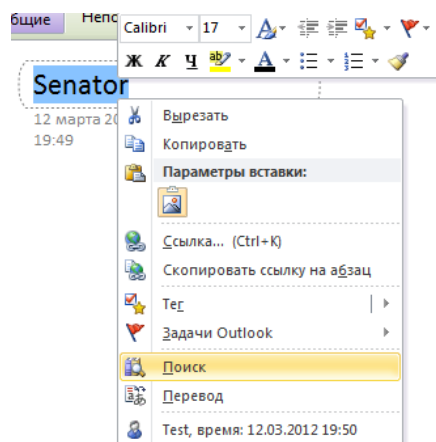 бщие
Calibri 17
Ж К Ч
Senator
12 марта 20
19:49
Вырезать
Копировать
Параметры вставки:
Ссылка... (Ctrl+K)
Скопировать ссылку на абзац
Тег
Задачи Outlook
Поиск
Перевод
Test, время: 12.03.2012 19:50